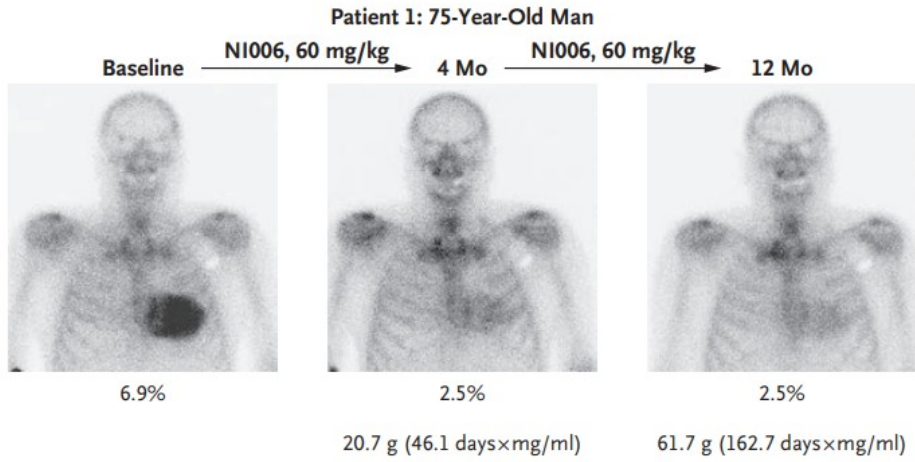 Patient 1: 75-Year-Old Man
Baseline NI006, 60 mg/kg 4 Mo NI006, 60 mg/kg 12 Mo
6.9% 2.5% 2.5%
20.7 g (46.1 days×mg/ml) 61.7 g (162.7 days×mg/ml)